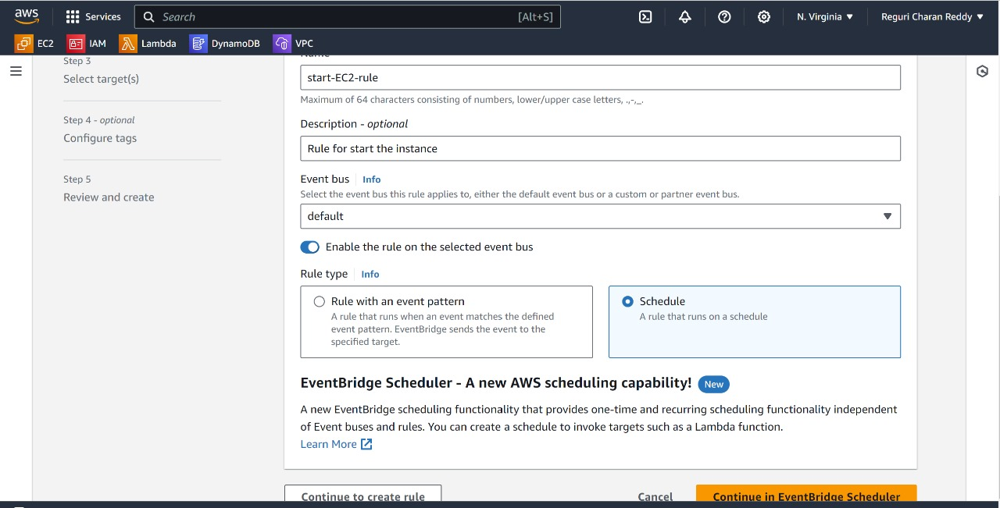 aws
Services
Search
[Alt+S]
N. Virginia
Reguri Charan Reddy
EC2
IAM
Lambda
DynamoDB
VPC
Step 3
Select target(s)
Step 4 - optional
Configure tags
Step 5
Review and create
Name
start-EC2-rule
Maximum of 64 characters consisting of numbers, lower/upper case letters, .,-,_.
Description - optional
Rule for start the instance
Event bus
Info
Select the event bus this rule applies to, either the default event bus or a custom or partner event bus.
default
Enable the rule on the selected event bus
Rule type
Info
Rule with an event pattern
A rule that runs when an event matches the defined
event pattern. EventBridge sends the event to the
specified target.
Schedule
A rule that runs on a schedule
EventBridge Scheduler - A new AWS scheduling capability!
New
A new EventBridge scheduling functionality that provides one-time and recurring scheduling functionality independent
of Event buses and rules. You can create a schedule to invoke targets such as a Lambda function.
Learn More
Continue to create rule
Cancel
Continue in EventBridge Scheduler